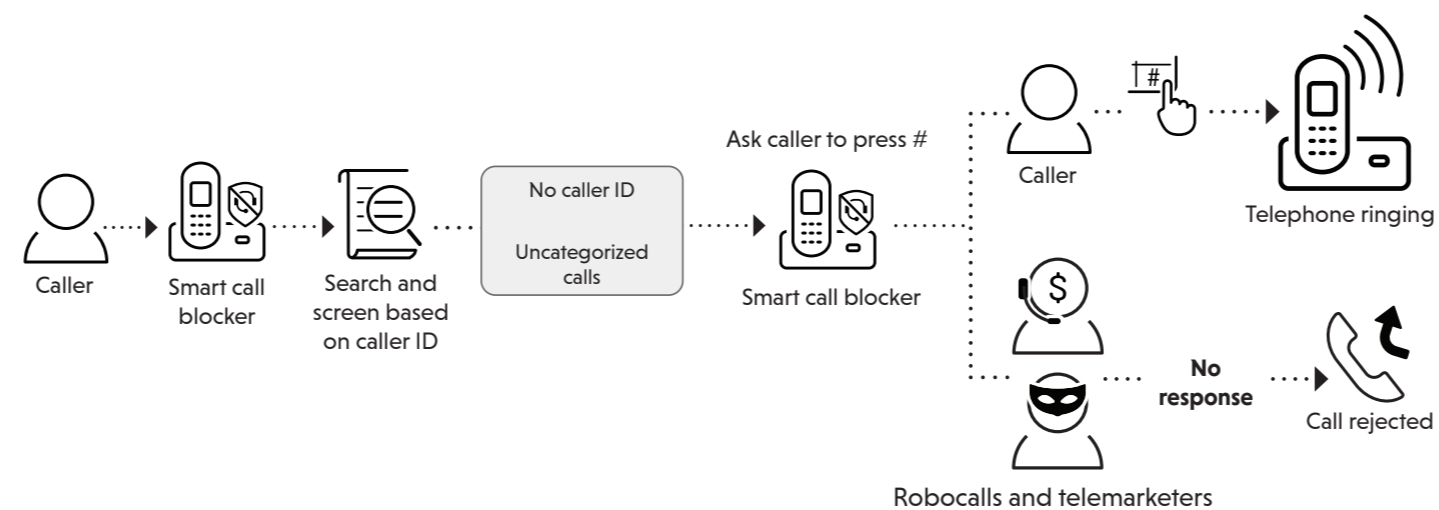 Caller
Smart call
blocker
Search and
screen based
on caller ID
No caller ID
Uncategorized
calls
Ask caller to press #
Smart call blocker
#
Caller
Telephone ringing
$
No
response
Call rejected
Robocalls and telemarketers